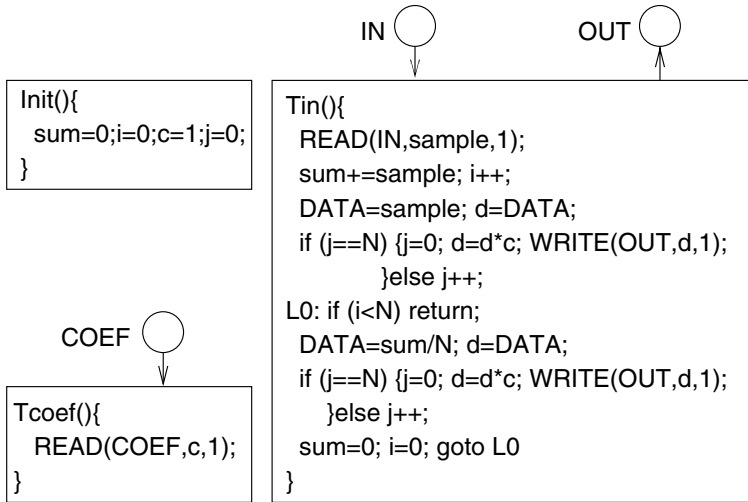 IN
OUT
Init(){
sum=0;i=0;c=1;j=0;
}
Tin(){
READ(IN,sample,1);
sum+=sample; i++;
DATA=sample; d=DATA;
if (j==N) {j=0; d=d*c; WRITE(OUT,d,1);
}else j++;
L0: if (i<N) return;
DATA=sum/N; d=DATA;
if (j==N) {j=0; d=d*c; WRITE(OUT,d,1);
}else j++;
sum=0; i=0; goto L0
}
COEF
Tcoef(){
READ(COEF,c,1);
}